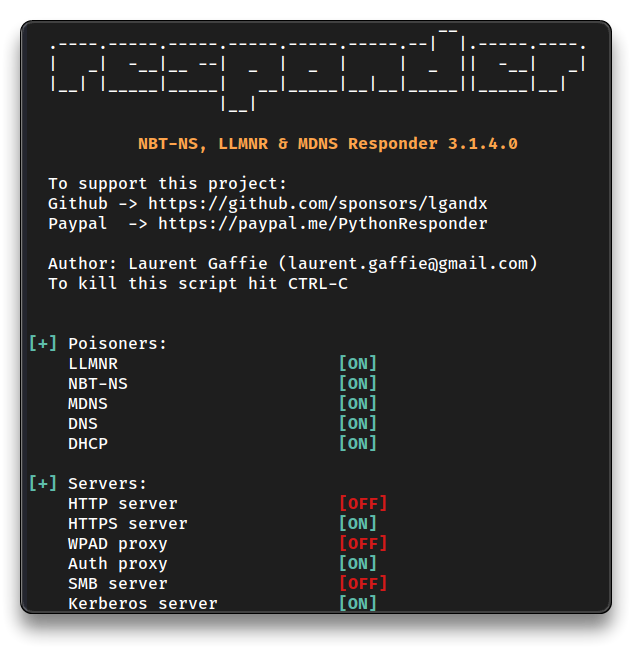 responder
NBT-NS, LLMNR & MDNS Responder 3.1.4.0
To support this project:
Github -> https://github.com/sponsors/lgandx
Paypal  -> https://paypal.me/PythonResponder
Author: Laurent Gaffie (laurent.gaffie@gmail.com)
To kill this script hit CTRL-C
[+] Poisoners:
LLMNR [ON]
NBT-NS [ON]
MDNS [ON]
DNS [ON]
DHCP [ON]
[+] Servers:
HTTP server [OFF]
HTTPS server [ON]
WPAD proxy [OFF]
Auth proxy [ON]
SMB server [OFF]
Kerberos server [ON]